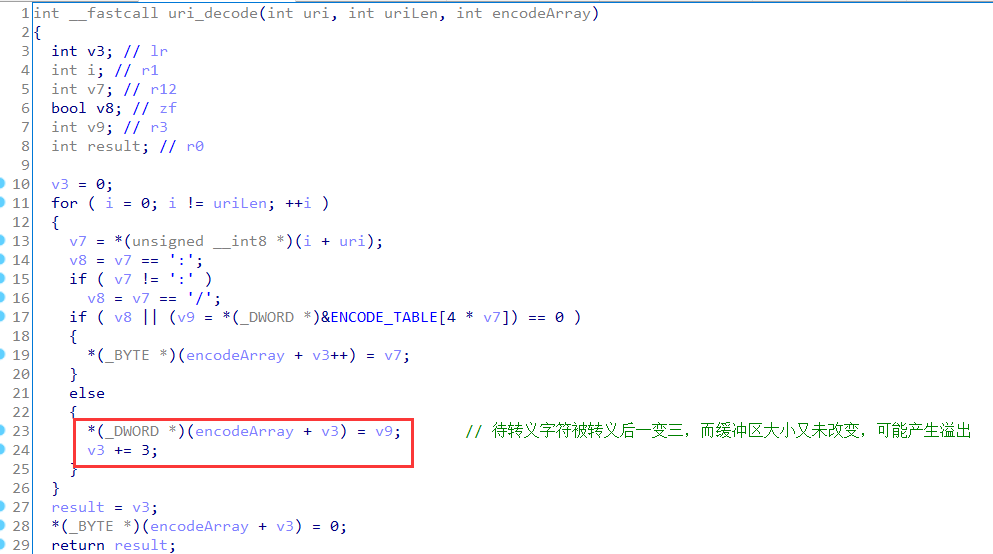 1 int __fastcall uri_decode(int uri, int uriLen, int encodeArray)
2 {
3 int v3; // lr
4 int i; // r1
5 int v7; // r12
6 bool v8; // zf
7 int v9; // r3
8 int result; // r0
9
10 v3 = 0;
11 for ( i = 0; i != uriLen; ++i )
12 {
13 v7 = *(unsigned __int8 *)(i + uri);
14 v8 = v7 == ':';
15 if ( v7 != ':' )
16 v8 = v7 == '/';
17 if ( v8 || (v9 = *(_DWORD *)&ENCODE_TABLE[4 * v7]) == 0 )
18 {
19 *(_BYTE *)(encodeArray + v3++) = v7;
20 }
21 else
22 {
23 *(_DWORD *)(encodeArray + v3) = v9; // 待转义字符被转义后一变三，而缓冲区大小又未改变，可能产生溢出
24 v3 += 3;
25 }
26 }
27 result = v3;
28 *(_BYTE *)(encodeArray + v3) = 0;
29 return result;